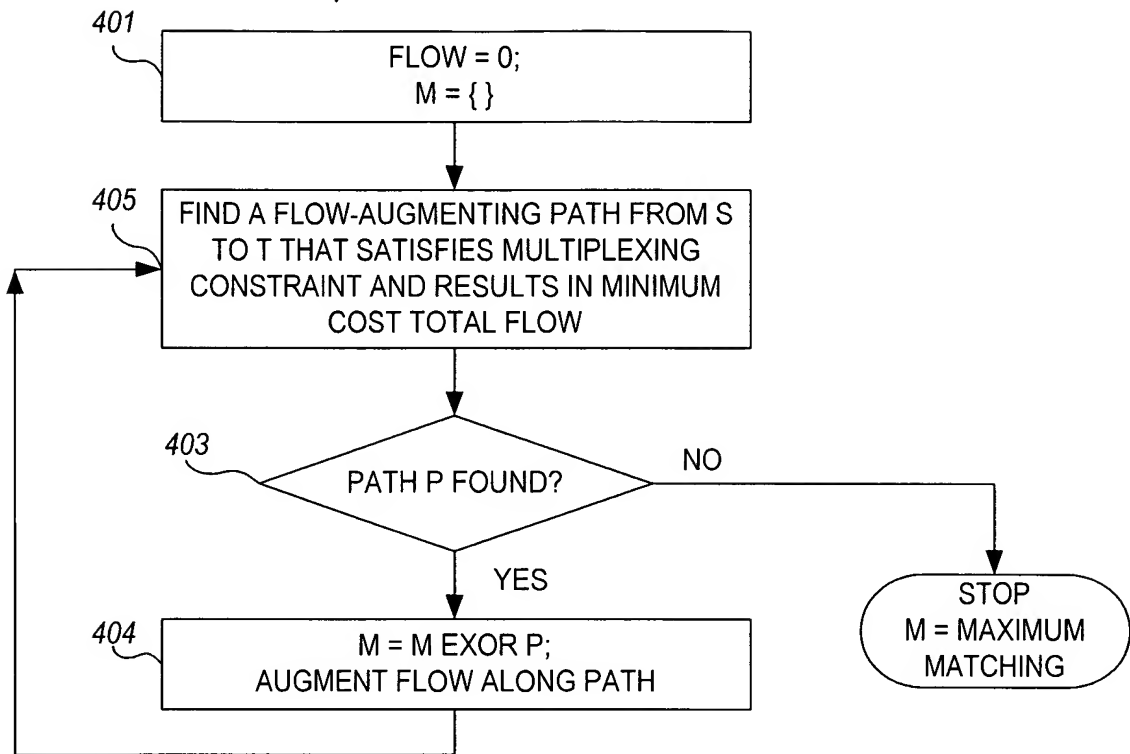 401
FLOW = 0;
M = { }
405
FIND A FLOW-AUGMENTING PATH FROM S
TO T THAT SATISFIES MULTIPLEXING
CONSTRAINT AND RESULTS IN MINIMUM
COST TOTAL FLOW
403
PATH P FOUND?
NO
YES
STOP
M = MAXIMUM
MATCHING
404
M = M EXOR P;
AUGMENT FLOW ALONG PATH